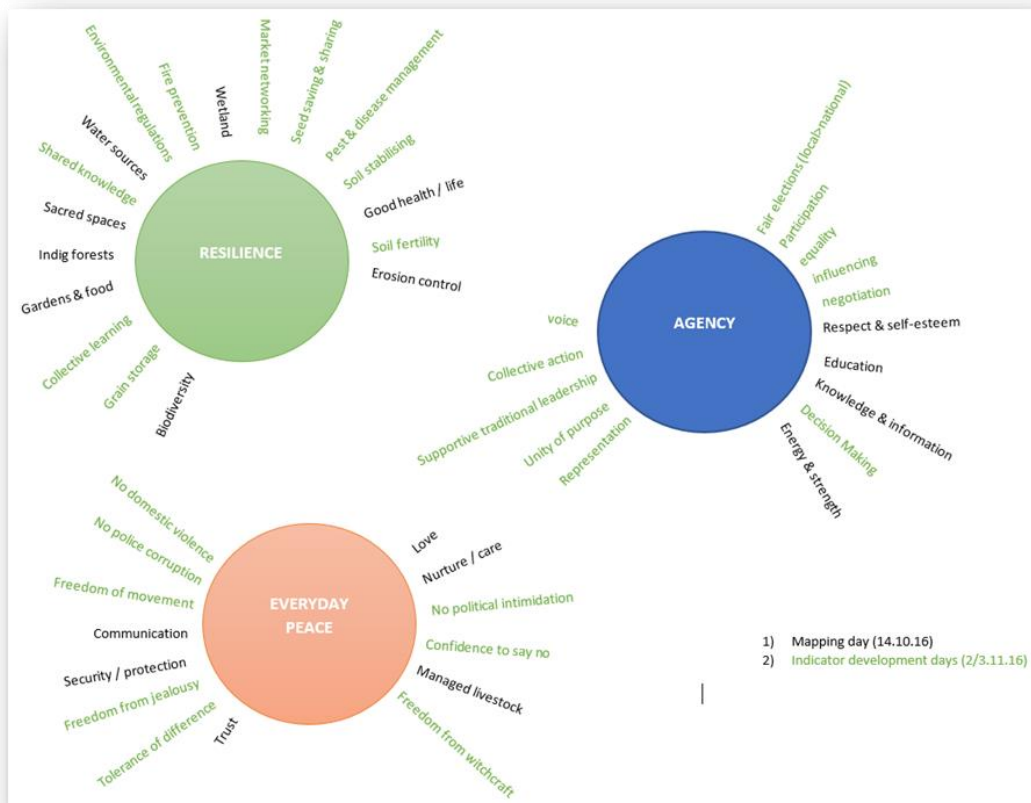 Environmental regulations
Fire prevention
Wetland
Market networking
Seed saving & sharing
Pest & disease management
Soil stabilising
Good health / life
Soil fertility
Erosion control
Water sources
Shared knowledge
Sacred spaces
Indig forests
Gardens & food
Collective learning
Grain storage
Biodiversity
RESILIENCE
Fair elections (local>national)
Participation
equality
influencing
negotiation
Respect & self-esteem
Education
Knowledge & information
Decision Making
Energy & strength
voice
Collective action
Supportive traditional leadership
Unity of purpose
Representation
AGENCY
No domestic violence
No police corruption
Freedom of movement
Communication
Security / protection
Freedom from jealousy
Tolerance of difference
Trust
EVERYDAY
PEACE
Love
Nurture / care
No political intimidation
Confidence to say no
Managed livestock
Freedom from witchcraft
1) Mapping day (14.10.16)
2) Indicator development days (2/3.11.16)